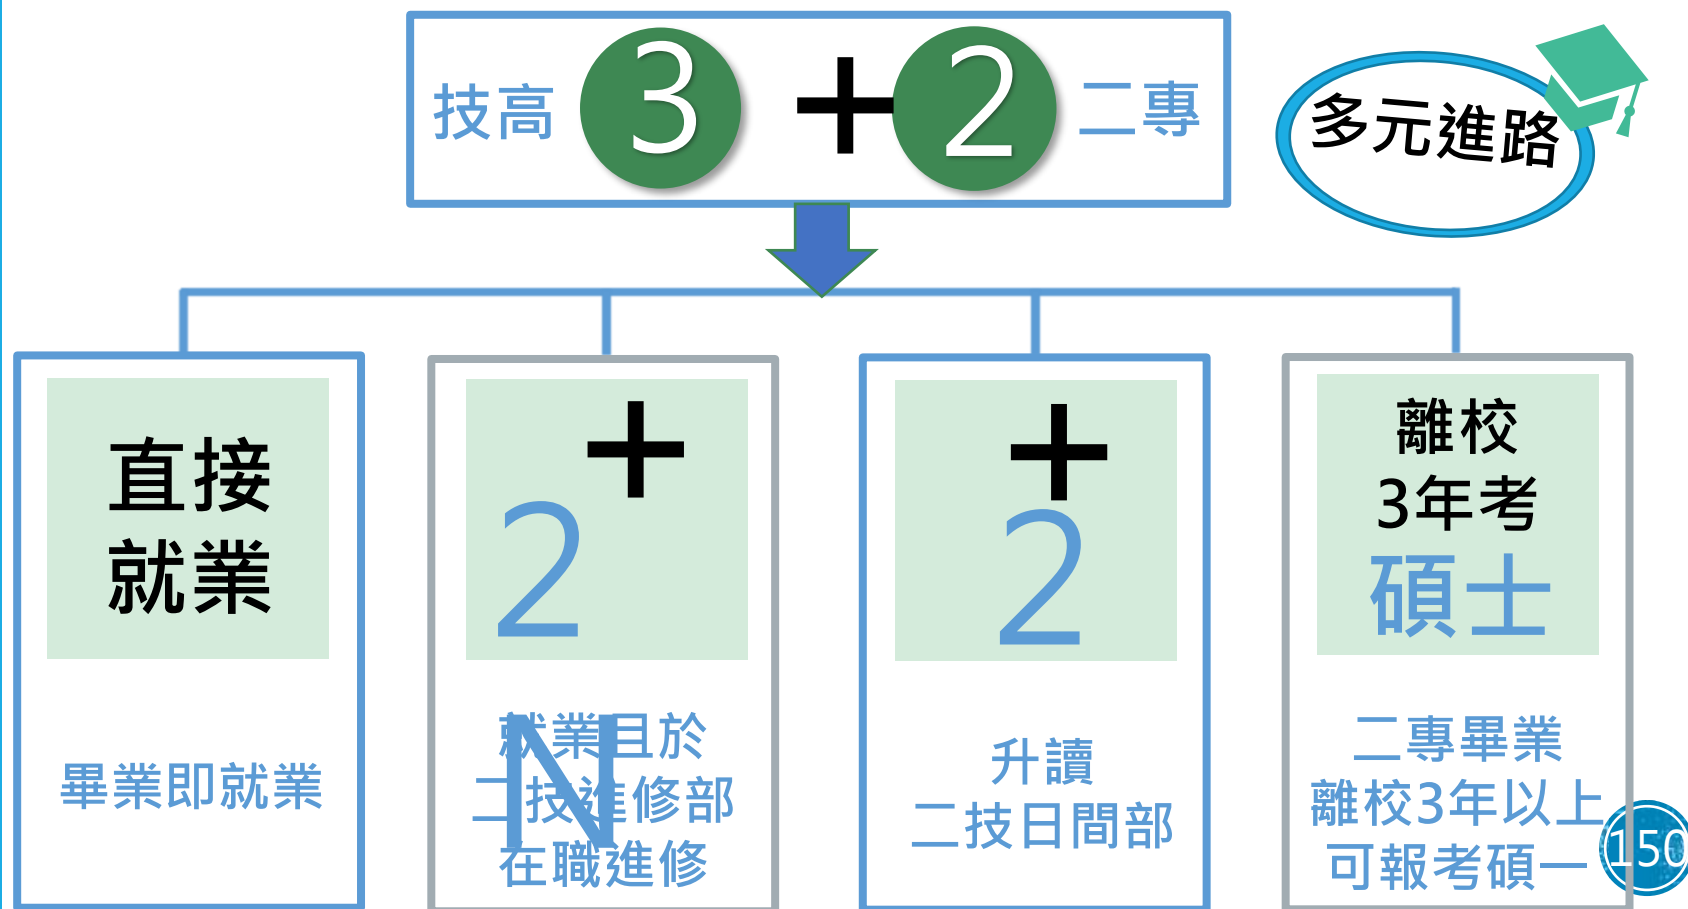 技高 3 + 2 二專
多元進路
直接
就業
畢業即就業
+
2
N
就業且於
二技進修部
在職進修
+
2
升讀
二技日間部
離校
3年考
碩士
二專畢業
離校3年以上
可報考碩一
150